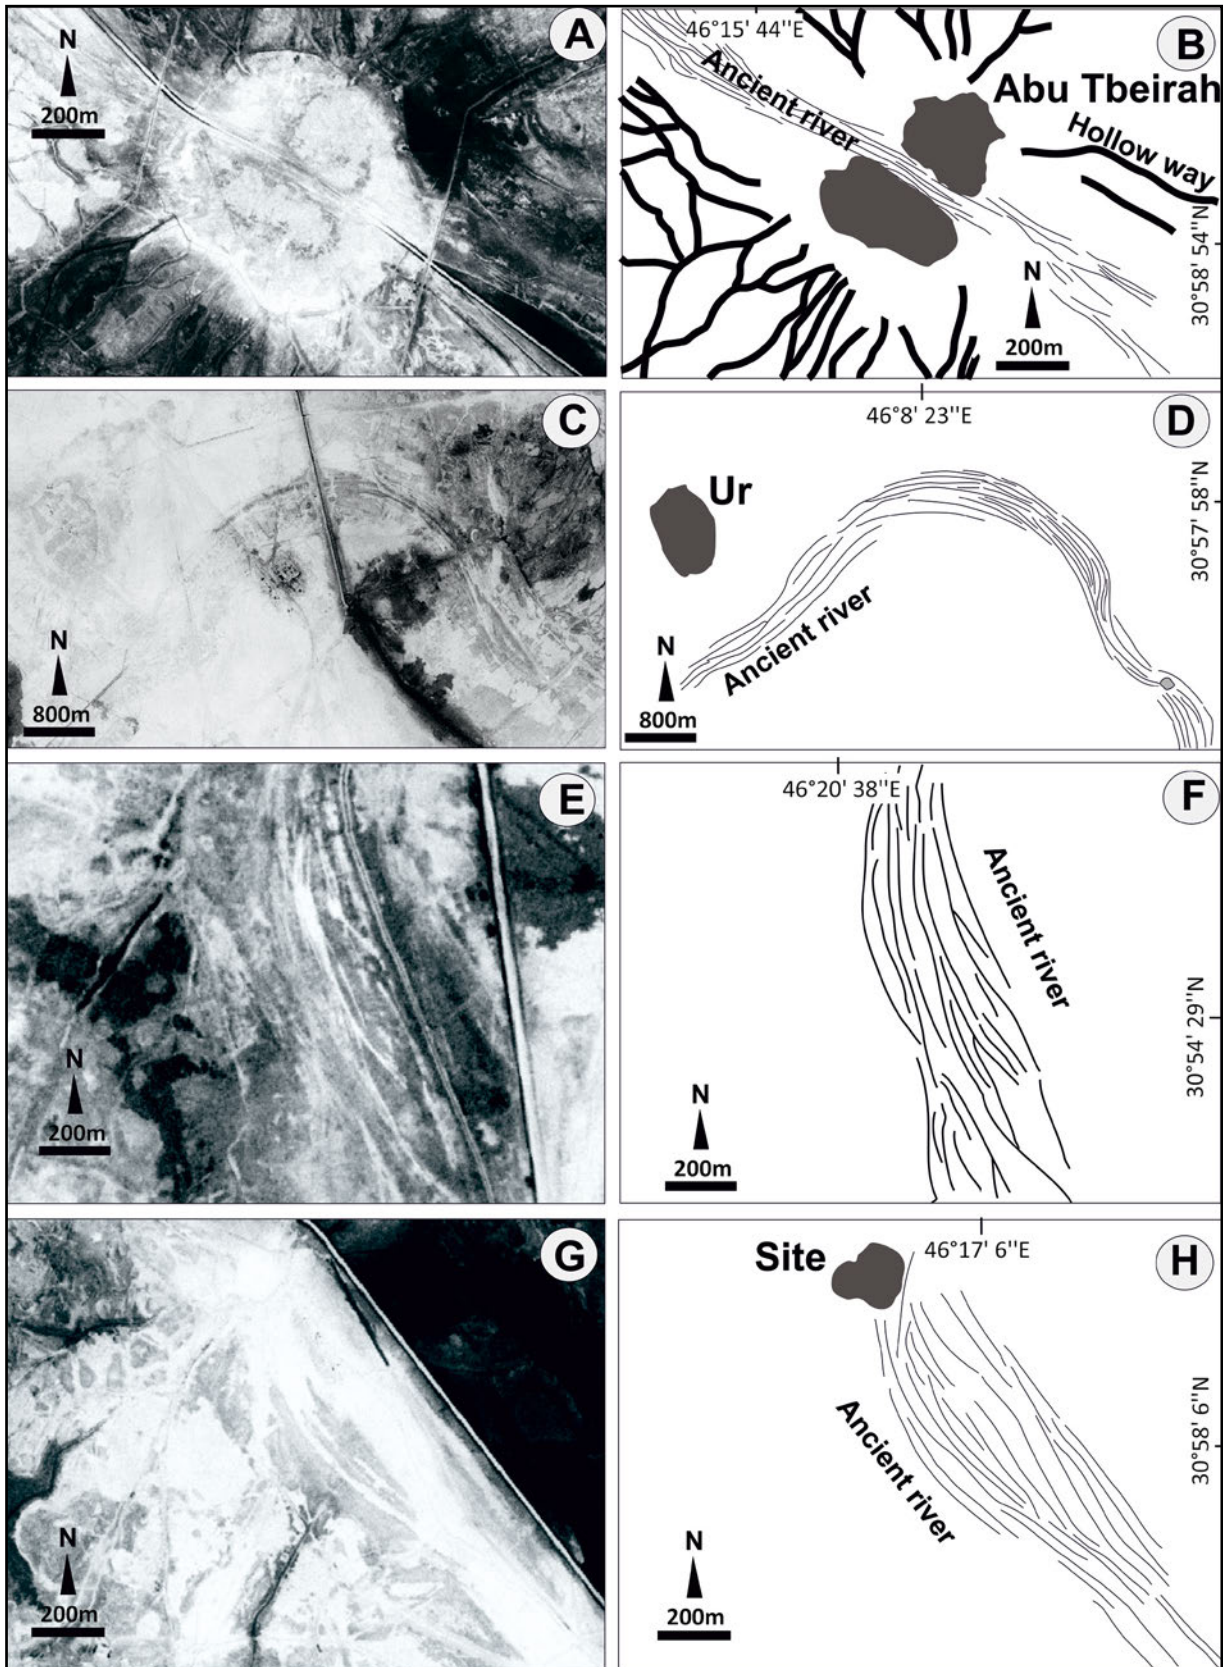 A
N
200m
46°15' 44''E
B
Ancient river
Abu Tbeirah
Hollow way
30°58' 54''N
N
200m
C
N
800m
46°8' 23''E
D
Ur
30°57' 58''N
Ancient river
N
800m
E
N
200m
46°20' 38''E
F
Ancient river
30°54' 29''N
N
200m
G
N
200m
Site
46°17' 6''E
H
Ancient river
30°58' 6''N
N
200m